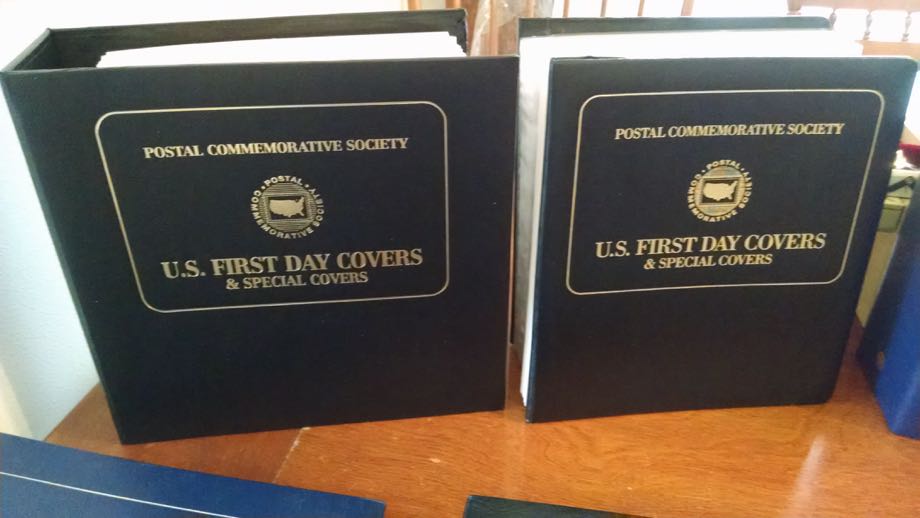 POSTAL COMMEMORATIVE SOCIETY
POSTAL
COMMEMORATIVE SOCIETY
U.S. FIRST DAY COVERS
& SPECIAL COVERS
POSTAL COMMEMORATIVE SOCIETY
POSTAL
COMMEMORATIVE SOCIETY
U.S. FIRST DAY COVERS
& SPECIAL COVERS